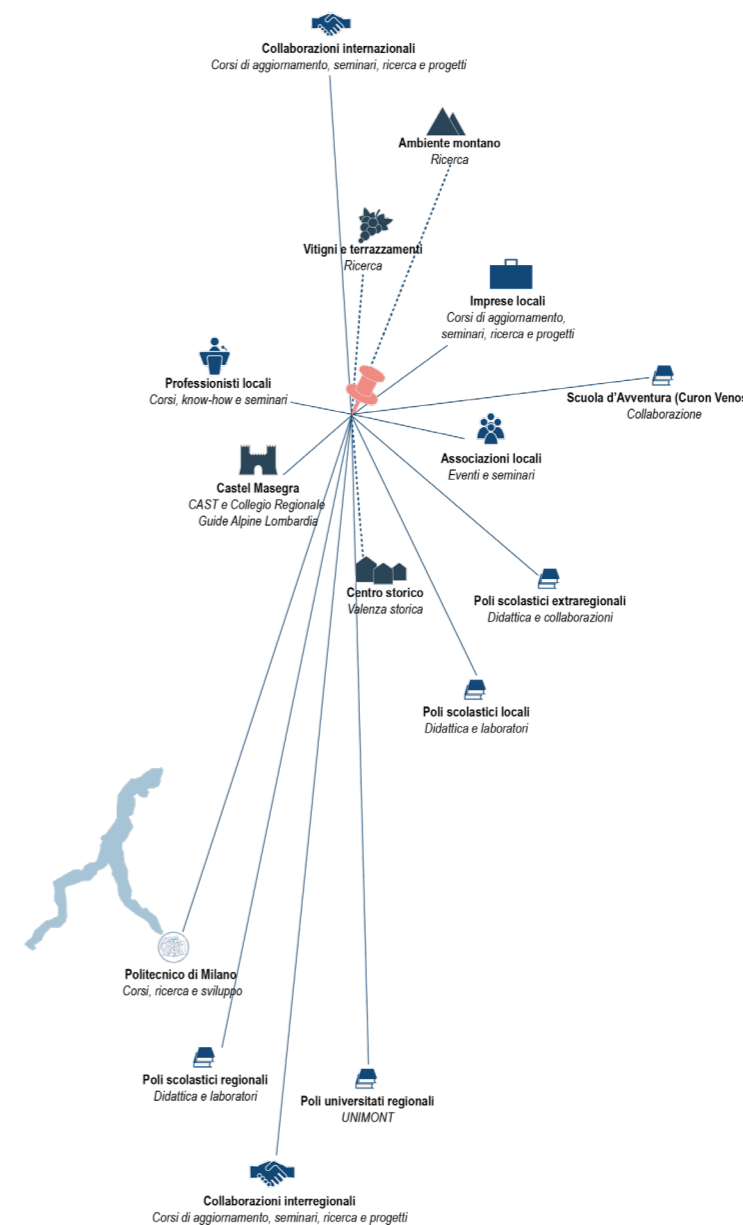 Collaborazioni internazionali
Corsi di aggiornamento, seminari, ricerca e progetti
Ambiente montano
Ricerca
Vitigni e terrazzamenti
Ricerca
Imprese locali
Corsi di aggiornamento,
seminari, ricerca e progetti
Professionisti locali
Corsi, know-how e seminari
Scuola d'Avventura (Curon Venos
Collaborazione
Associazioni locali
Eventi e seminari
Castel Masegra
CAST e Collegio Regionale
Guide Alpine Lombardia
Centro storico
Valenza storica
Poli scolastici extraregionali
Didattica e collaborazioni
Poli scolastici locali
Didattica e laboratori
Politecnico di Milano
Corsi, ricerca e sviluppo
Poli scolastici regionali
Didattica e laboratori
Poli universitati regionali
UNIMONT
Collaborazioni interregionali
Corsi di aggiornamento, seminari, ricerca e progetti